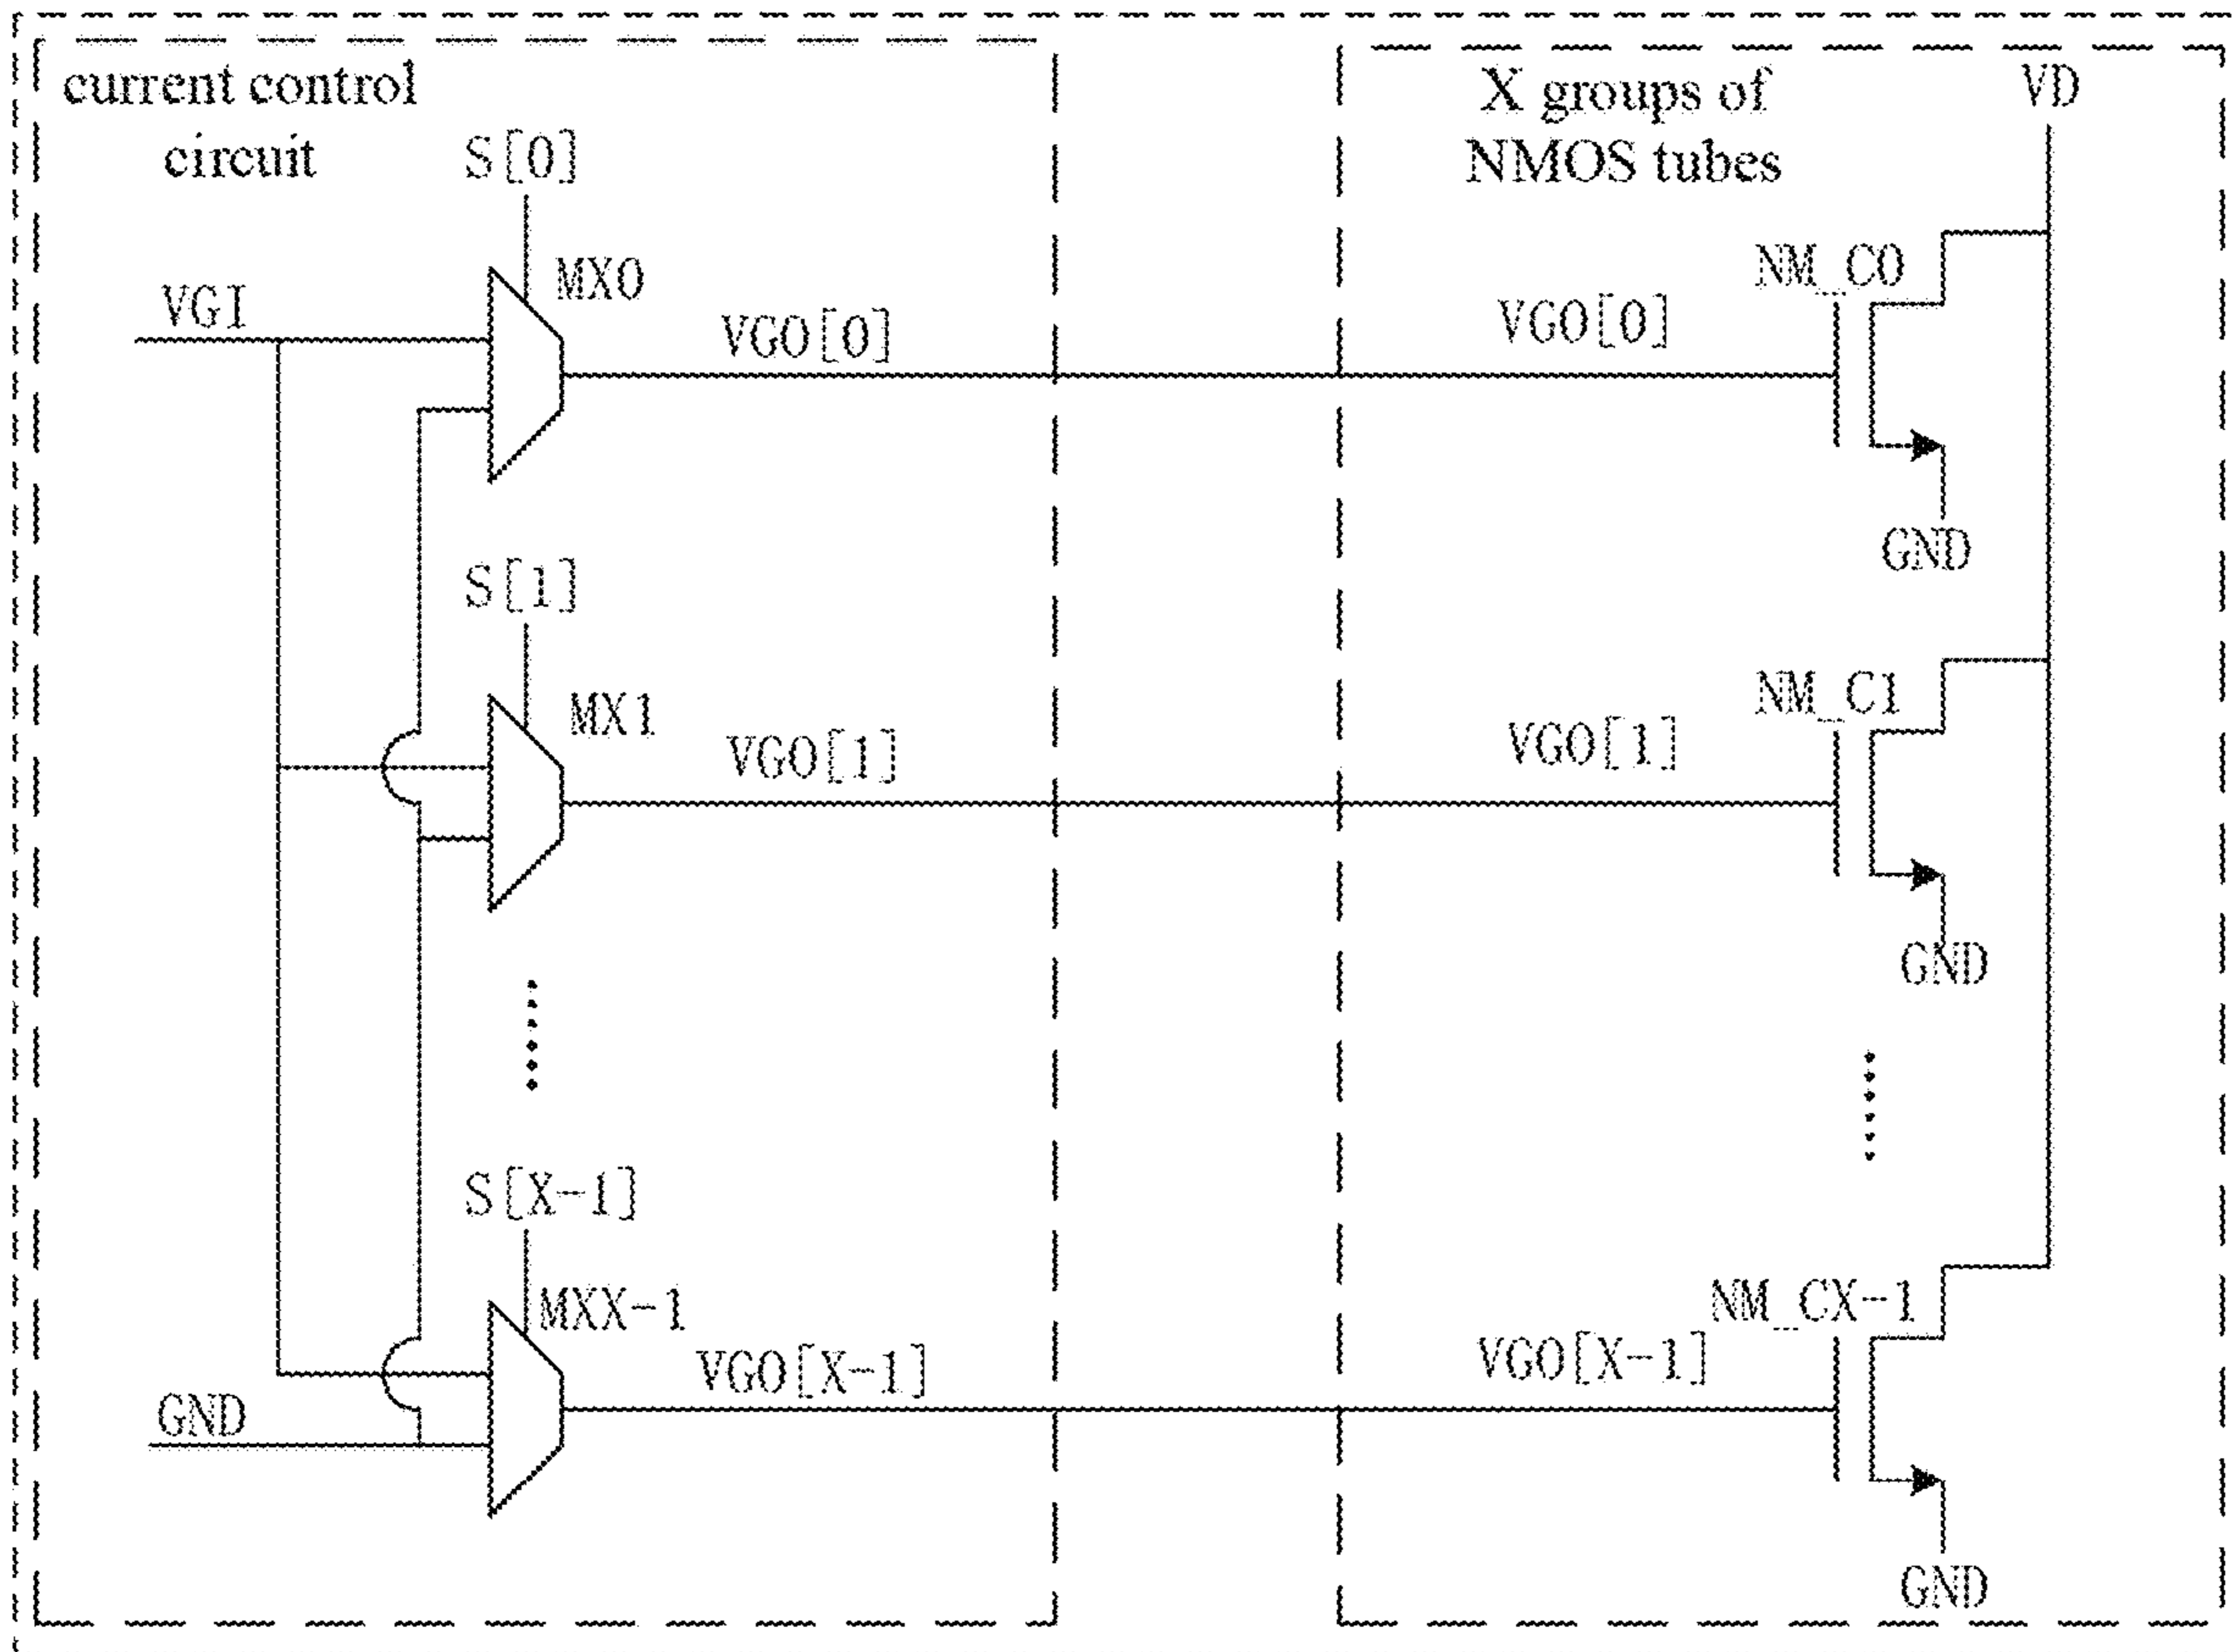 current control
circuit
X groups of
NMOS tubes
VD
S[0]
MX0
VGI
VGO[0]
VGO[0]
NM_C0
GND
S[1]
MX1
VGO[1]
VGO[1]
NM_C1
GND
S[X-1]
MXX-1
VGO[X-1]
VGO[X-1]
NM_CX-1
GND
GND